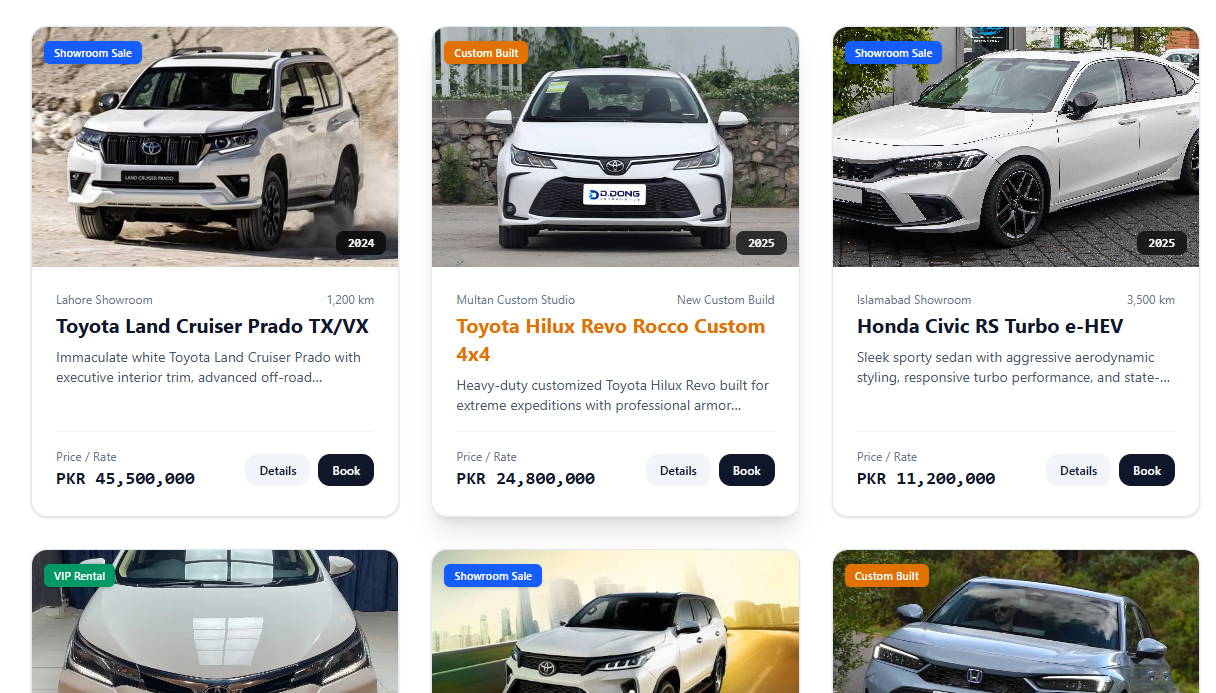 Showroom Sale
LAND CRUISER PRADO
2024
Lahore Showroom 1,200 km
Toyota Land Cruiser Prado TX/VX
Immaculate white Toyota Land Cruiser Prado with
executive interior trim, advanced off-road...
Price / Rate
PKR 45,500,000
Details
Book
Custom Built
D.DONG
2025
Multan Custom Studio New Custom Build
Toyota Hilux Revo Rocco Custom
4x4
Heavy-duty customized Toyota Hilux Revo built for
extreme expeditions with professional armor...
Price / Rate
PKR 24,800,000
Details
Book
Showroom Sale
2025
Islamabad Showroom 3,500 km
Honda Civic RS Turbo e-HEV
Sleek sporty sedan with aggressive aerodynamic
styling, responsive turbo performance, and state-...
Price / Rate
PKR 11,200,000
Details
Book
VIP Rental
Showroom Sale
Custom Built